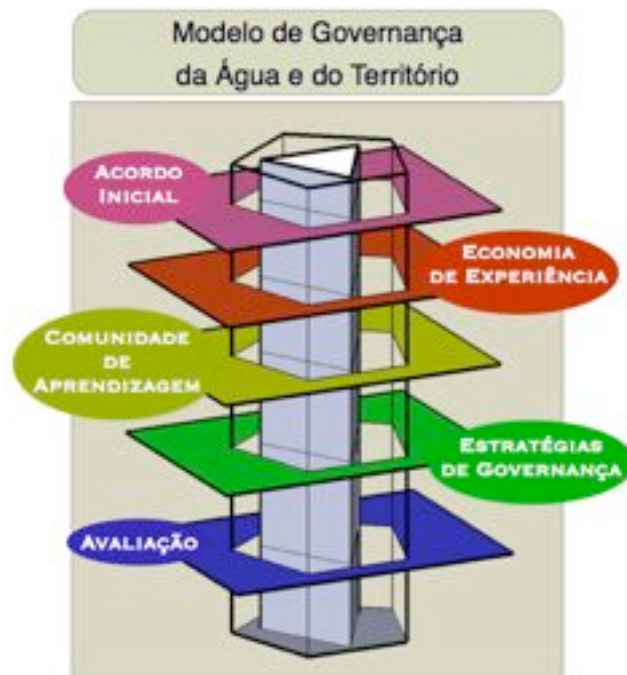 Modelo de Governança
da Água e do Território
ACORDO
INICIAL
ECONOMIA
DE EXPERIÊNCIA
COMUNIDADE
DE
APRENDIZAGEM
ESTRATÉGIAS
DE GOVERNANÇA
AVALIAÇÃO